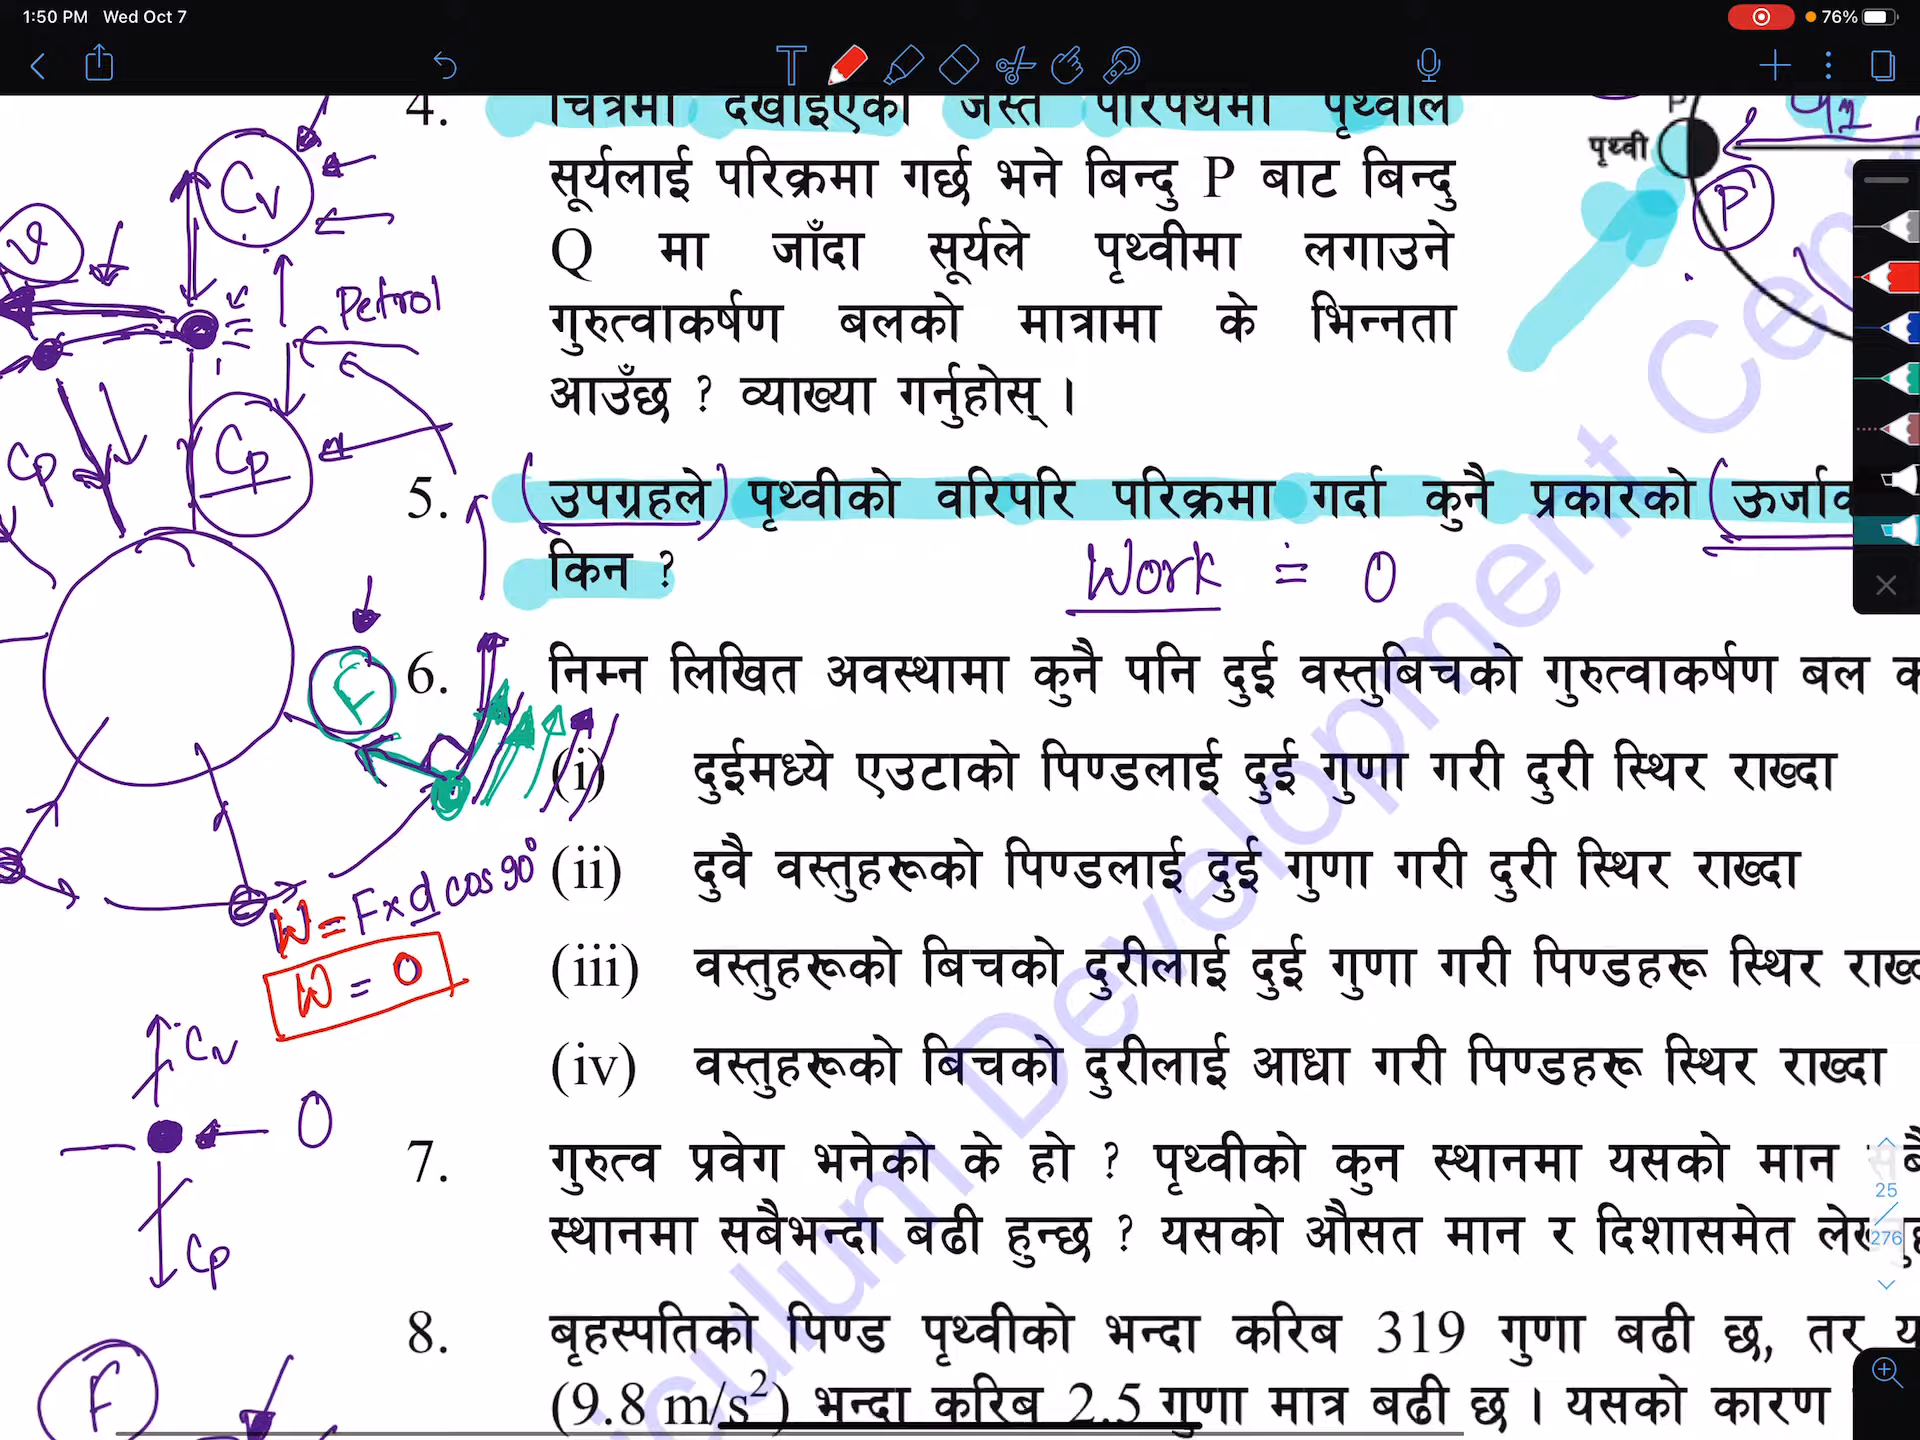 1:50 PM Wed Oct 7
76%
4. चित्रमा देखाइएको जस्तै परिपथमा पृथ्वीले
सूर्यलाई परिक्रमा गर्छ भने बिन्दु P बाट बिन्दु
Q मा जाँदा सूर्यले पृथ्वीमा लगाउने
गुरुत्वाकर्षण बलको मात्रामा के भिन्नता
आउँछ ? व्याख्या गर्नुहोस् ।
पृथ्वी
P
P
Cv
Petrol
Cp
Cp
5. (उपग्रहले) पृथ्वीको वरिपरि परिक्रमा गर्दा कुनै प्रकारको
किन ?
Work = 0
6. निम्न लिखित अवस्थामा कुनै पनि दुई वस्तुबिचको गुरुत्वाकर्षण बल
F
(i) दुईमध्ये एउटाको पिण्डलाई दुई गुणा गरी दुरी स्थिर राख्दा
(ii) दुवै वस्तुहरूको पिण्डलाई दुई गुणा गरी दुरी स्थिर राख्दा
W = F x d cos 90°
(iii) वस्तुहरूको बिचको दुरीलाई दुई गुणा गरी पिण्डहरू स्थिर
W = 0
(iv) वस्तुहरूको बिचको दुरीलाई आधा गरी पिण्डहरू स्थिर राख्दा
Cv
0
Cp
7. गुरुत्व प्रवेग भनेको के हो ? पृथ्वीको कुन स्थानमा यसको मान
25
276
स्थानमा सबैभन्दा बढी हुन्छ ? यसको औसत मान र दिशासमेत
8. बृहस्पतिको पिण्ड पृथ्वीको भन्दा करिब 319 गुणा बढी छ, तर
(9.8 m/s²) भन्दा करिब 2.5 गुणा मात्र बढी छ । यसको कारण
F
Development